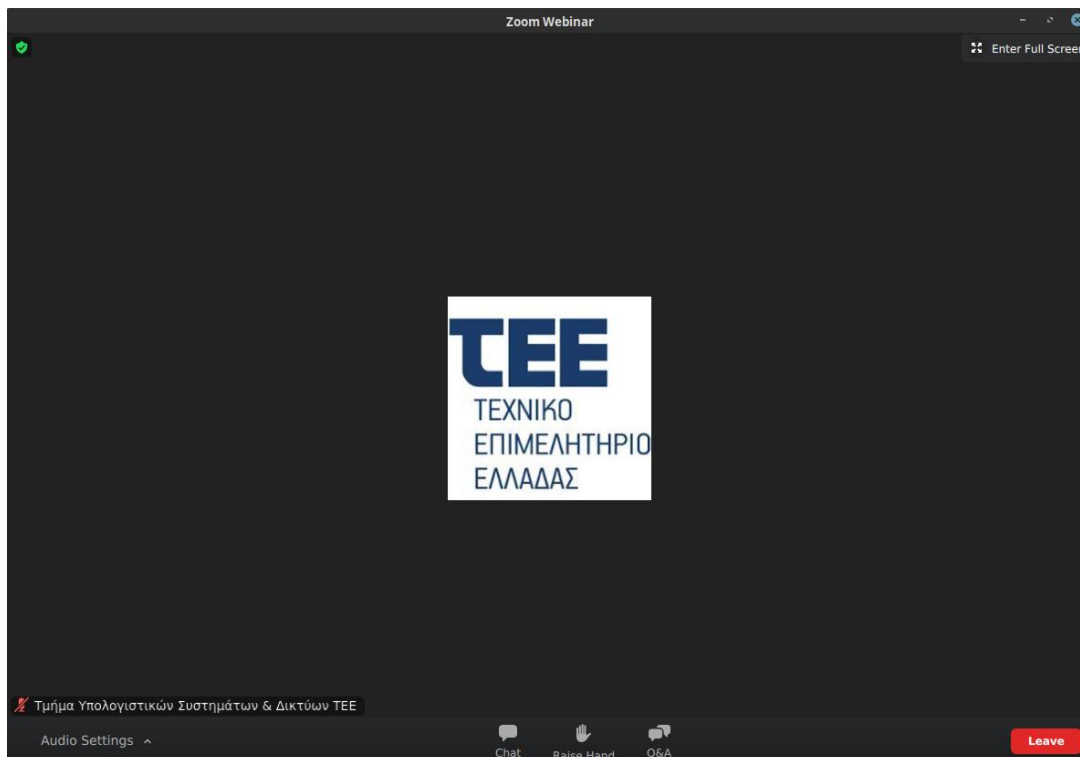 Zoom Webinar
Enter Full Screen
TEE
ΤΕΧΝΙΚΟ
ΕΠΙΜΕΛΗΤΗΡΙΟ
ΕΛΛΑΔΑΣ
Τμήμα Υπολογιστικών Συστημάτων & Δικτύων ΤΕΕ
Audio Settings
Chat
Raise Hand
Q&A
Leave